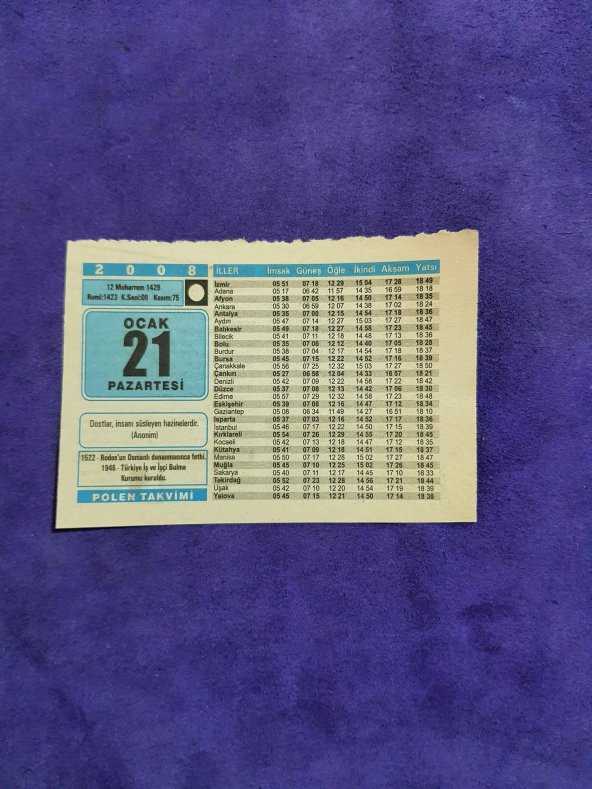 2008
12 Muharrem 1429
Rumi:1423 K.Sani:08 Kasım:75
OCAK
21
PAZARTESİ
Dostlar, insanı süsleyen hazinelerdir.
(Anonim)
1522 - Rodos'un Osmanlı donanmasınca fethi.
1946 - Türkiye İş ve İşçi Bulma
Kurumu kuruldu.
POLEN TAKVİMİ
İLLER İmsak Güneş Öğle İkindi Akşam Yatsı
İzmir 05 51 07 18 12 29 15 04 17 28 18 49
Adana 05 17 06 42 11 57 14 35 16 59 18 18
Afyon 05 38 07 05 12 16 14 50 17 14 18 35
Ankara 05 30 06 59 12 07 14 38 17 02 18 24
Antalya 05 35 07 00 12 15 14 54 17 18 18 36
Aydın 05 47 07 14 12 27 15 03 17 27 18 47
Balıkesir 05 49 07 18 12 27 14 58 17 23 18 45
Bilecik 05 41 07 11 12 18 14 48 17 13 18 36
Bolu 05 35 07 06 12 12 14 40 17 05 18 28
Burdur 05 38 07 04 12 17 14 54 17 18 18 37
Bursa 05 45 07 15 12 22 14 52 17 16 18 39
Çanakkale 05 56 07 25 12 32 15 03 17 27 18 50
Çankırı 05 27 06 56 12 04 14 33 16 57 18 21
Denizli 05 42 07 09 12 22 14 58 17 22 18 42
Düzce 05 37 07 08 12 13 14 42 17 06 18 30
Edirne 05 57 07 29 12 32 14 58 17 23 18 48
Eskişehir 05 39 07 08 12 16 14 47 17 12 18 34
Gaziantep 05 08 06 34 11 49 14 27 16 51 18 10
Isparta 05 37 07 03 12 16 14 53 17 17 18 36
İstanbul 05 46 07 17 12 22 14 50 17 15 18 39
Kırklareli 05 54 07 26 12 29 14 55 17 20 18 45
Kocaeli 05 42 07 13 12 18 14 47 17 12 18 35
Kütahya 05 41 07 09 12 18 14 51 17 15 18 37
Manisa 05 50 07 17 12 28 15 02 17 27 18 47
Muğla 05 45 07 10 12 25 15 02 17 26 18 45
Sakarya 05 40 07 11 12 17 14 45 17 10 18 33
Tekirdağ 05 52 07 23 12 28 14 56 17 21 18 44
Uşak 05 42 07 10 12 20 14 54 17 19 18 39
Yalova 05 45 07 15 12 21 14 50 17 14 18 38